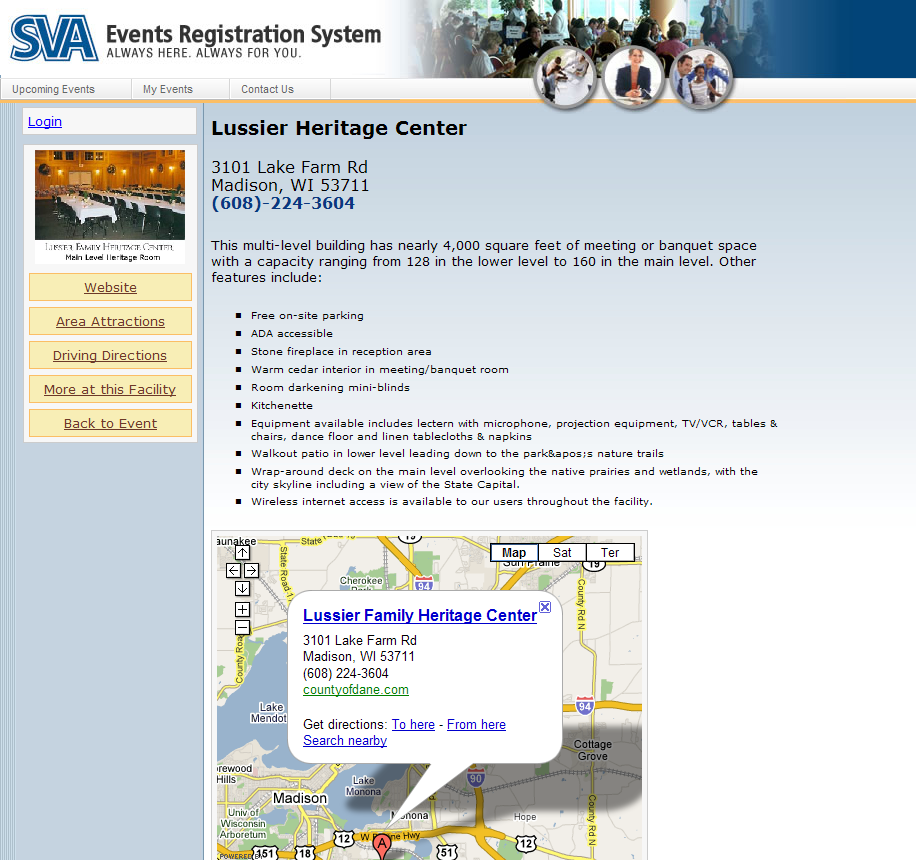 SVA Events Registration System
ALWAYS HERE. ALWAYS FOR YOU.
Upcoming Events
My Events
Contact Us
Login
LUSSIER FAMILY HERITAGE CENTER
Main Level Heritage Room
Website
Area Attractions
Driving Directions
More at this Facility
Back to Event
Lussier Heritage Center
3101 Lake Farm Rd
Madison, WI 53711
(608)-224-3604
This multi-level building has nearly 4,000 square feet of meeting or banquet space
with a capacity ranging from 128 in the lower level to 160 in the main level. Other
features include:
Free on-site parking
ADA accessible
Stone fireplace in reception area
Warm cedar interior in meeting/banquet room
Room darkening mini-blinds
Kitchenette
Equipment available includes lectern with microphone, projection equipment, TV/VCR, tables &
chairs, dance floor and linen tablecloths & napkins
Walkout patio in lower level leading down to the park&apos;s nature trails
Wrap-around deck on the main level overlooking the native prairies and wetlands, with the
city skyline including a view of the State Capital.
Wireless internet access is available to our users throughout the facility.
aunakee
State
19
Map
Sat
Ter
Sun Prairie
19
State Road 1
Cherokee
94
County Rd N
County Roa
Lussier Family Heritage Center
3101 Lake Farm Rd
Madison, WI 53711
(608) 224-3604
countyofdane.com
Get directions: To here - From here
Search nearby
Lake
Mendot
94
Cottage
Grove
orewood
Hills
90
Lake
Monona
Madison
Monona
County Rd N
Univ of
Wisconsin
Arboretum
Hope
12
W Beltline Hwy
A
12
POWERED BY
151
18
51